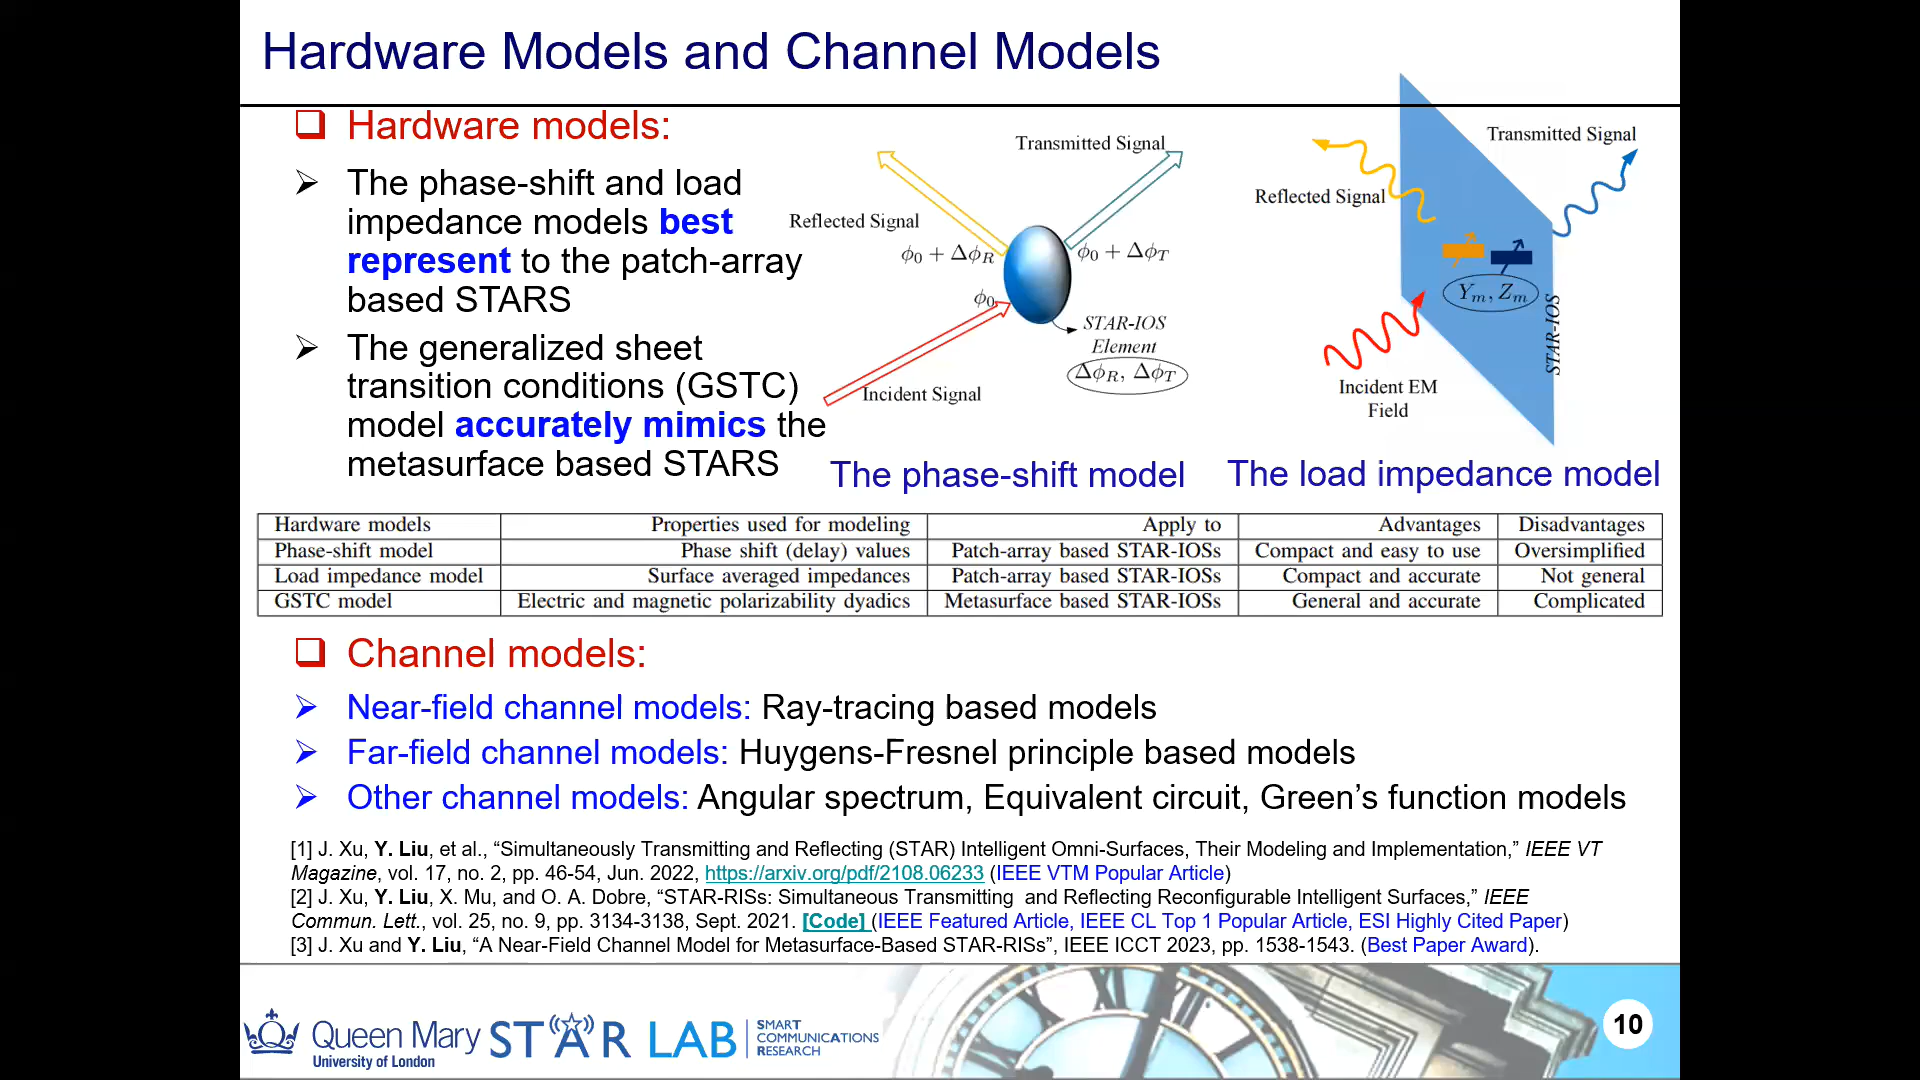 Hardware Models and Channel Models
Hardware models:
The phase-shift and load
impedance models best
represent to the patch-array
based STARS
The generalized sheet
transition conditions (GSTC)
model accurately mimics the
metasurface based STARS
Transmitted Signal
Reflected Signal
ϕ₀ + Δϕ_R
ϕ₀ + Δϕ_T
ϕ₀
STAR-IOS
Element
Δϕ_R, Δϕ_T
Incident Signal
The phase-shift model
Transmitted Signal
Reflected Signal
Y_m, Z_m
STAR-IOS
Incident EM
Field
The load impedance model
Hardware models Properties used for modeling Apply to Advantages Disadvantages
Phase-shift model Phase shift (delay) values Patch-array based STAR-IOSs Compact and easy to use Oversimplified
Load impedance model Surface averaged impedances Patch-array based STAR-IOSs Compact and accurate Not general
GSTC model Electric and magnetic polarizability dyadics Metasurface based STAR-IOSs General and accurate Complicated
Channel models:
Near-field channel models: Ray-tracing based models
Far-field channel models: Huygens-Fresnel principle based models
Other channel models: Angular spectrum, Equivalent circuit, Green’s function models
[1] J. Xu, Y. Liu, et al., “Simultaneously Transmitting and Reflecting (STAR) Intelligent Omni-Surfaces, Their Modeling and Implementation,” IEEE VT
Magazine, vol. 17, no. 2, pp. 46-54, Jun. 2022, https://arxiv.org/pdf/2108.06233 (IEEE VTM Popular Article)
[2] J. Xu, Y. Liu, X. Mu, and O. A. Dobre, “STAR-RISs: Simultaneous Transmitting and Reflecting Reconfigurable Intelligent Surfaces,” IEEE
Commun. Lett., vol. 25, no. 9, pp. 3134-3138, Sept. 2021. [Code] (IEEE Featured Article, IEEE CL Top 1 Popular Article, ESI Highly Cited Paper)
[3] J. Xu and Y. Liu, “A Near-Field Channel Model for Metasurface-Based STAR-RISs”, IEEE ICCT 2023, pp. 1538-1543. (Best Paper Award).
Queen Mary
University of London
STAR LAB
SMART
COMMUNICATIONS
RESEARCH
10